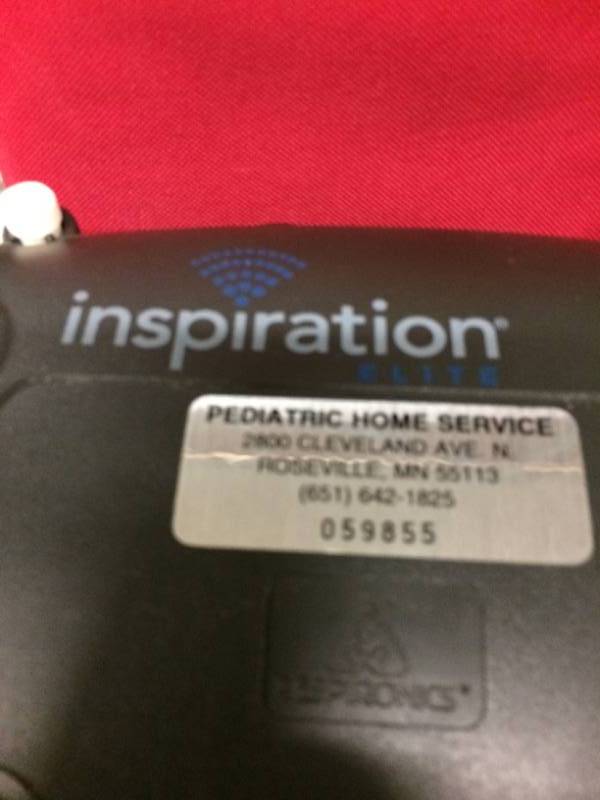 inspiration®
ELITE
PEDIATRIC HOME SERVICE
2800 CLEVELAND AVE. N.
ROSEVILLE, MN 55113
(651) 642-1825
059855
RESPIRONICS®